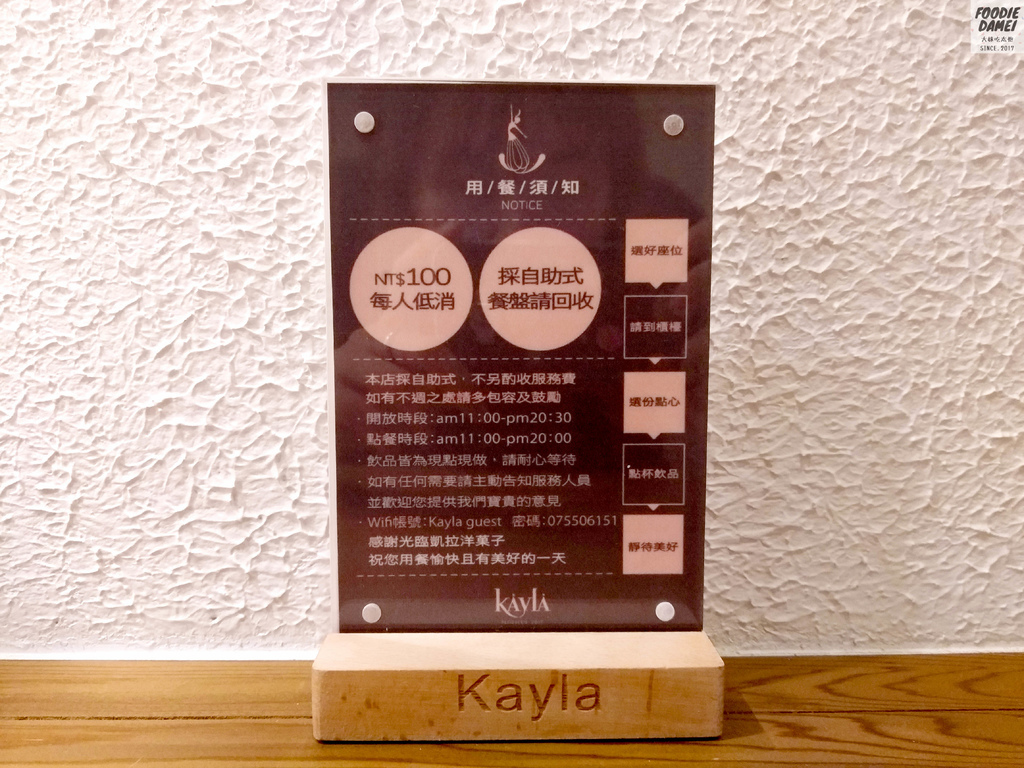 FOODIE
DAMEI
大妹吃高飽
SINCE.2017
用/餐/須/知
NOTICE
NT$100
每人低消
採自助式
餐盤請回收
選好座位
請到櫃檯
選份點心
點杯飲品
靜待美好
本店採自助式，不另酌收服務費
如有不週之處請多包容及鼓勵
·開放時段:am11:00-pm20:30
·點餐時段:am11:00-pm20:00
·飲品皆為現點現做、請耐心等待
·如有任何需要請主動告知服務人員
並歡迎您提供我們寶貴的意見
·Wifi帳號:Kayla guest 密碼:075506151
感謝光臨凱拉洋菓子
祝您用餐愉快且有美好的一天
kAylA
Kayla